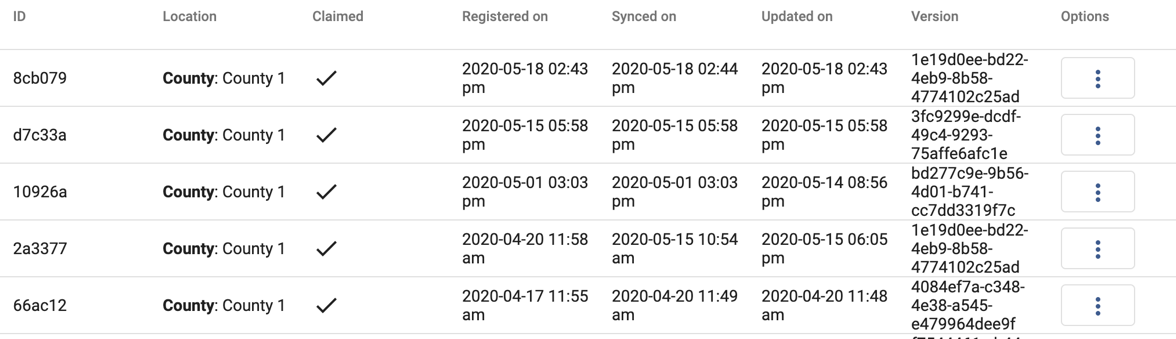 ID Location Claimed Registered on Synced on Updated on Version Options
8cb079 County: County 1 2020-05-18 02:43 pm 2020-05-18 02:44 pm 2020-05-18 02:43 pm 1e19d0ee-bd22-4eb9-8b58-4774102c25ad
d7c33a County: County 1 2020-05-15 05:58 pm 2020-05-15 05:58 pm 2020-05-15 05:58 pm 3fc9299e-dcdf-49c4-9293-75affe6afc1e
10926a County: County 1 2020-05-01 03:03 pm 2020-05-01 03:03 pm 2020-05-14 08:56 pm bd277c9e-9b56-4d01-b741-cc7dd3319f7c
2a3377 County: County 1 2020-04-20 11:58 am 2020-05-15 10:54 am 2020-05-15 06:05 pm 1e19d0ee-bd22-4eb9-8b58-4774102c25ad
66ac12 County: County 1 2020-04-17 11:55 am 2020-04-20 11:49 am 2020-04-20 11:48 am 4084ef7a-c348-4e38-a545-e479964dee9f